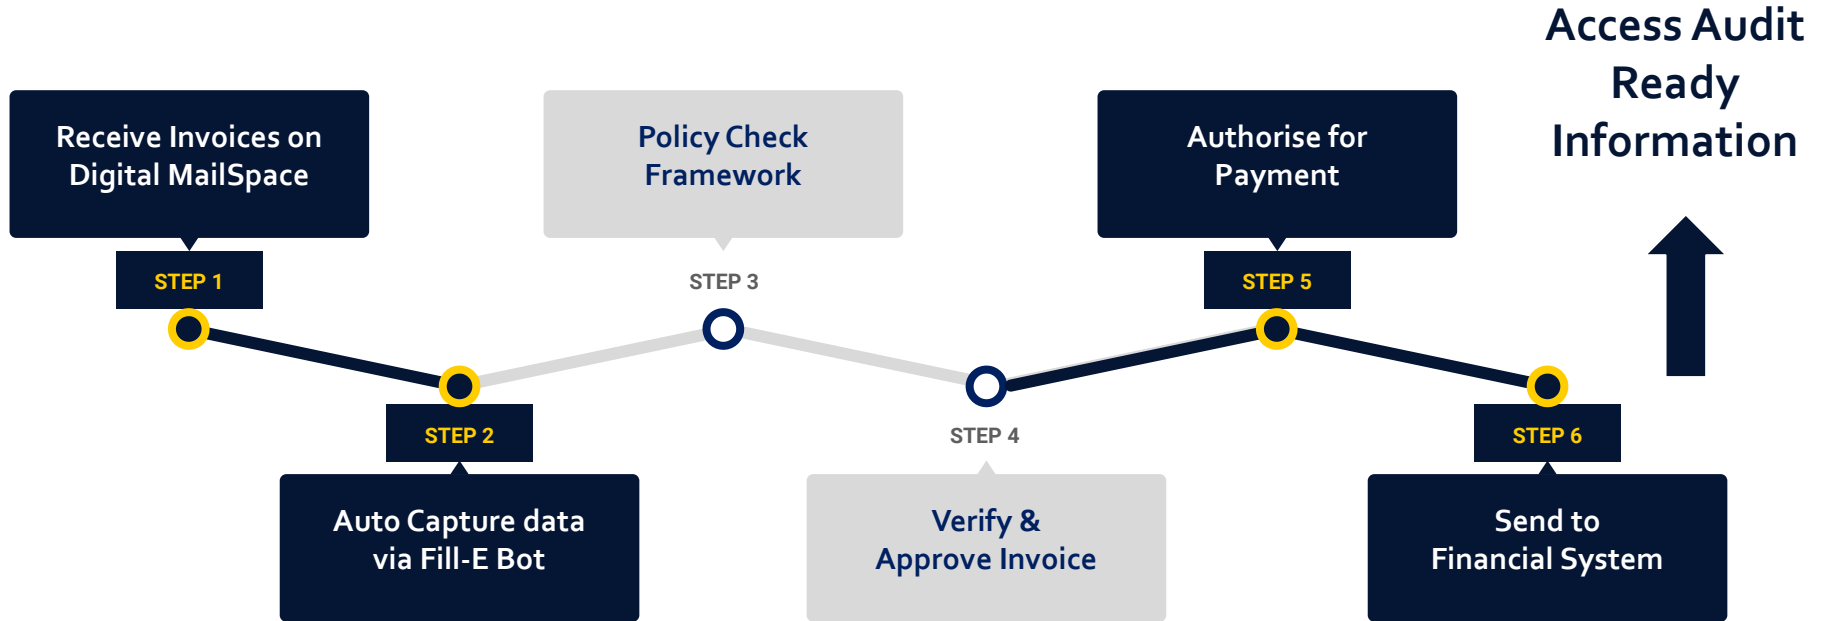 Receive Invoices on
Digital MailSpace
STEP 1
STEP 2
Auto Capture data
via Fill-E Bot
Policy Check
Framework
STEP 3
STEP 4
Verify &
Approve Invoice
Authorise for
Payment
STEP 5
STEP 6
Send to
Financial System
Access Audit
Ready
Information